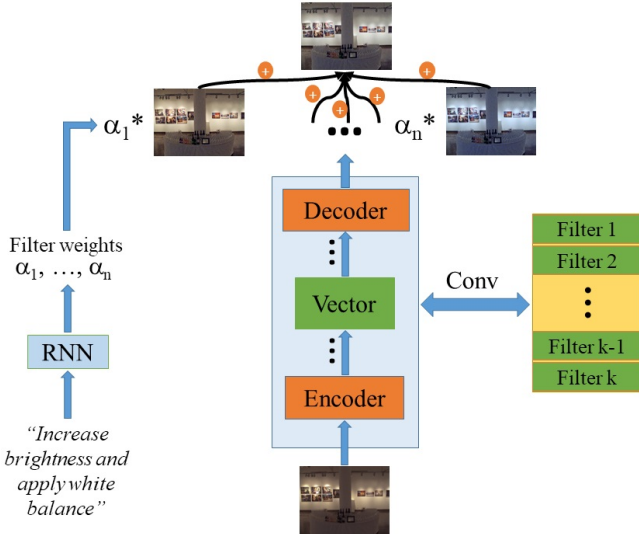 α1*
αn*
Decoder
Filter weights
α1, …, αn
Vector
Conv
Filter 1
Filter 2
Filter k-1
Filter k
RNN
Encoder
“Increase
brightness and
apply white
balance”